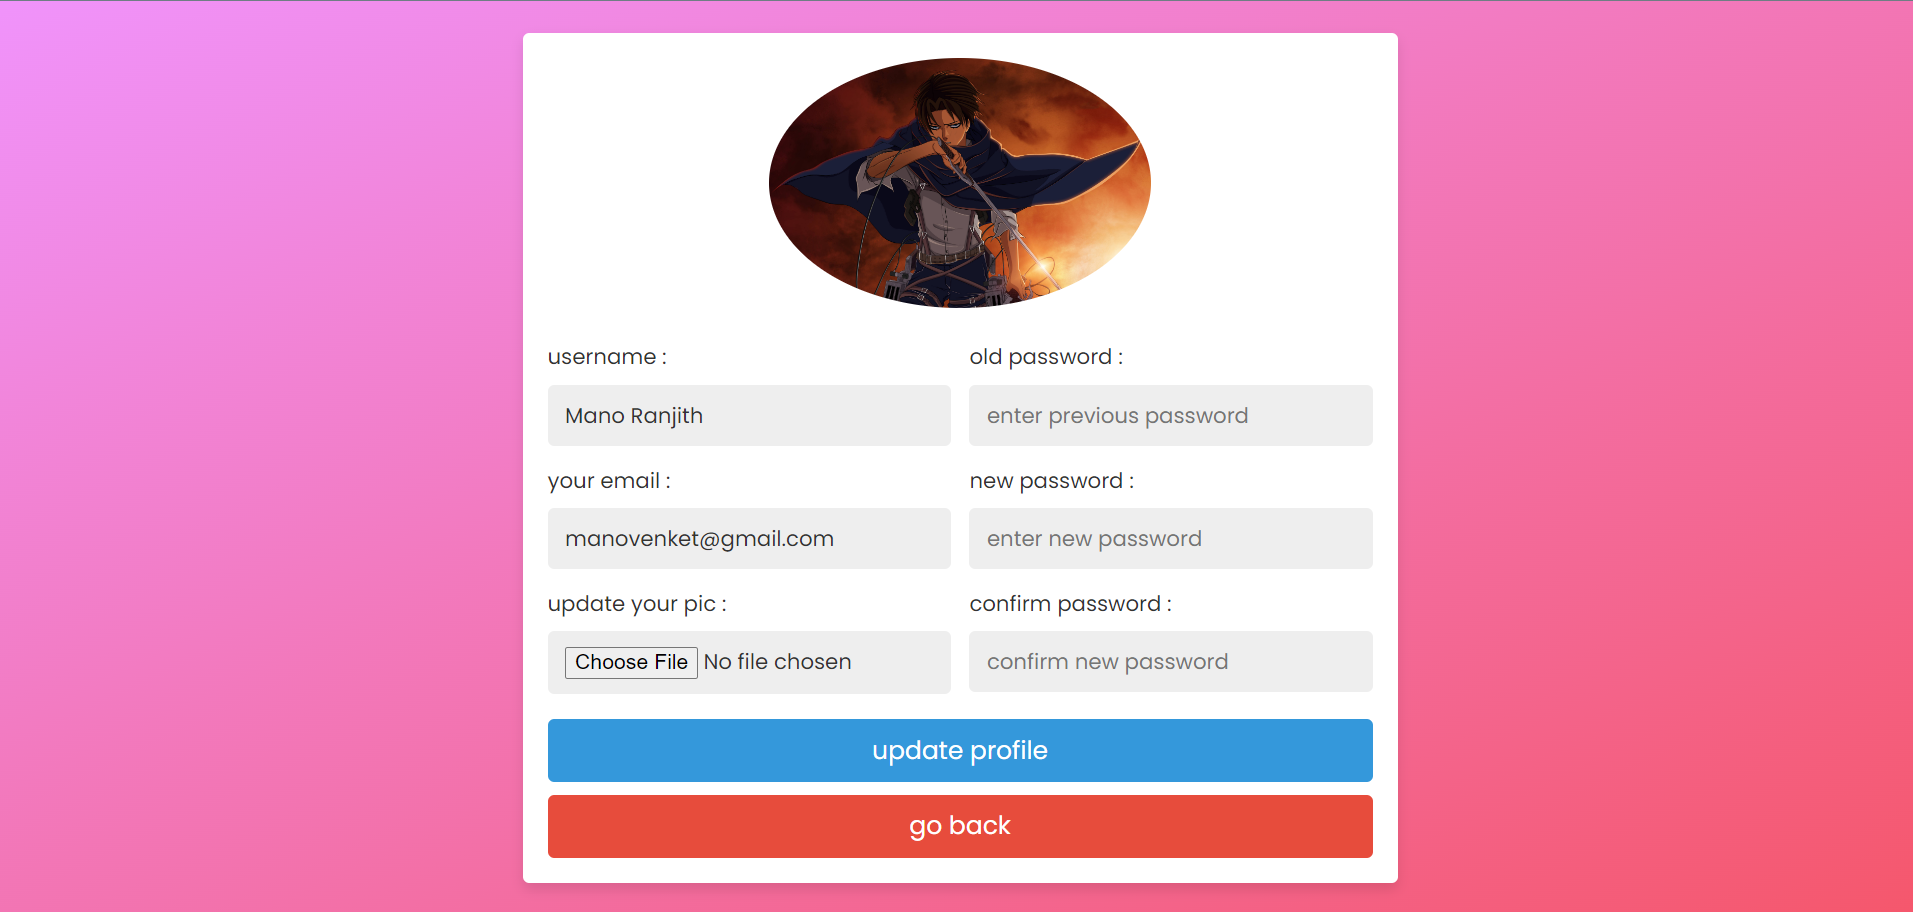 username :
Mano Ranjith
your email :
manovenket@gmail.com
update your pic :
Choose File No file chosen
old password :
enter previous password
new password :
enter new password
confirm password :
confirm new password
update profile
go back